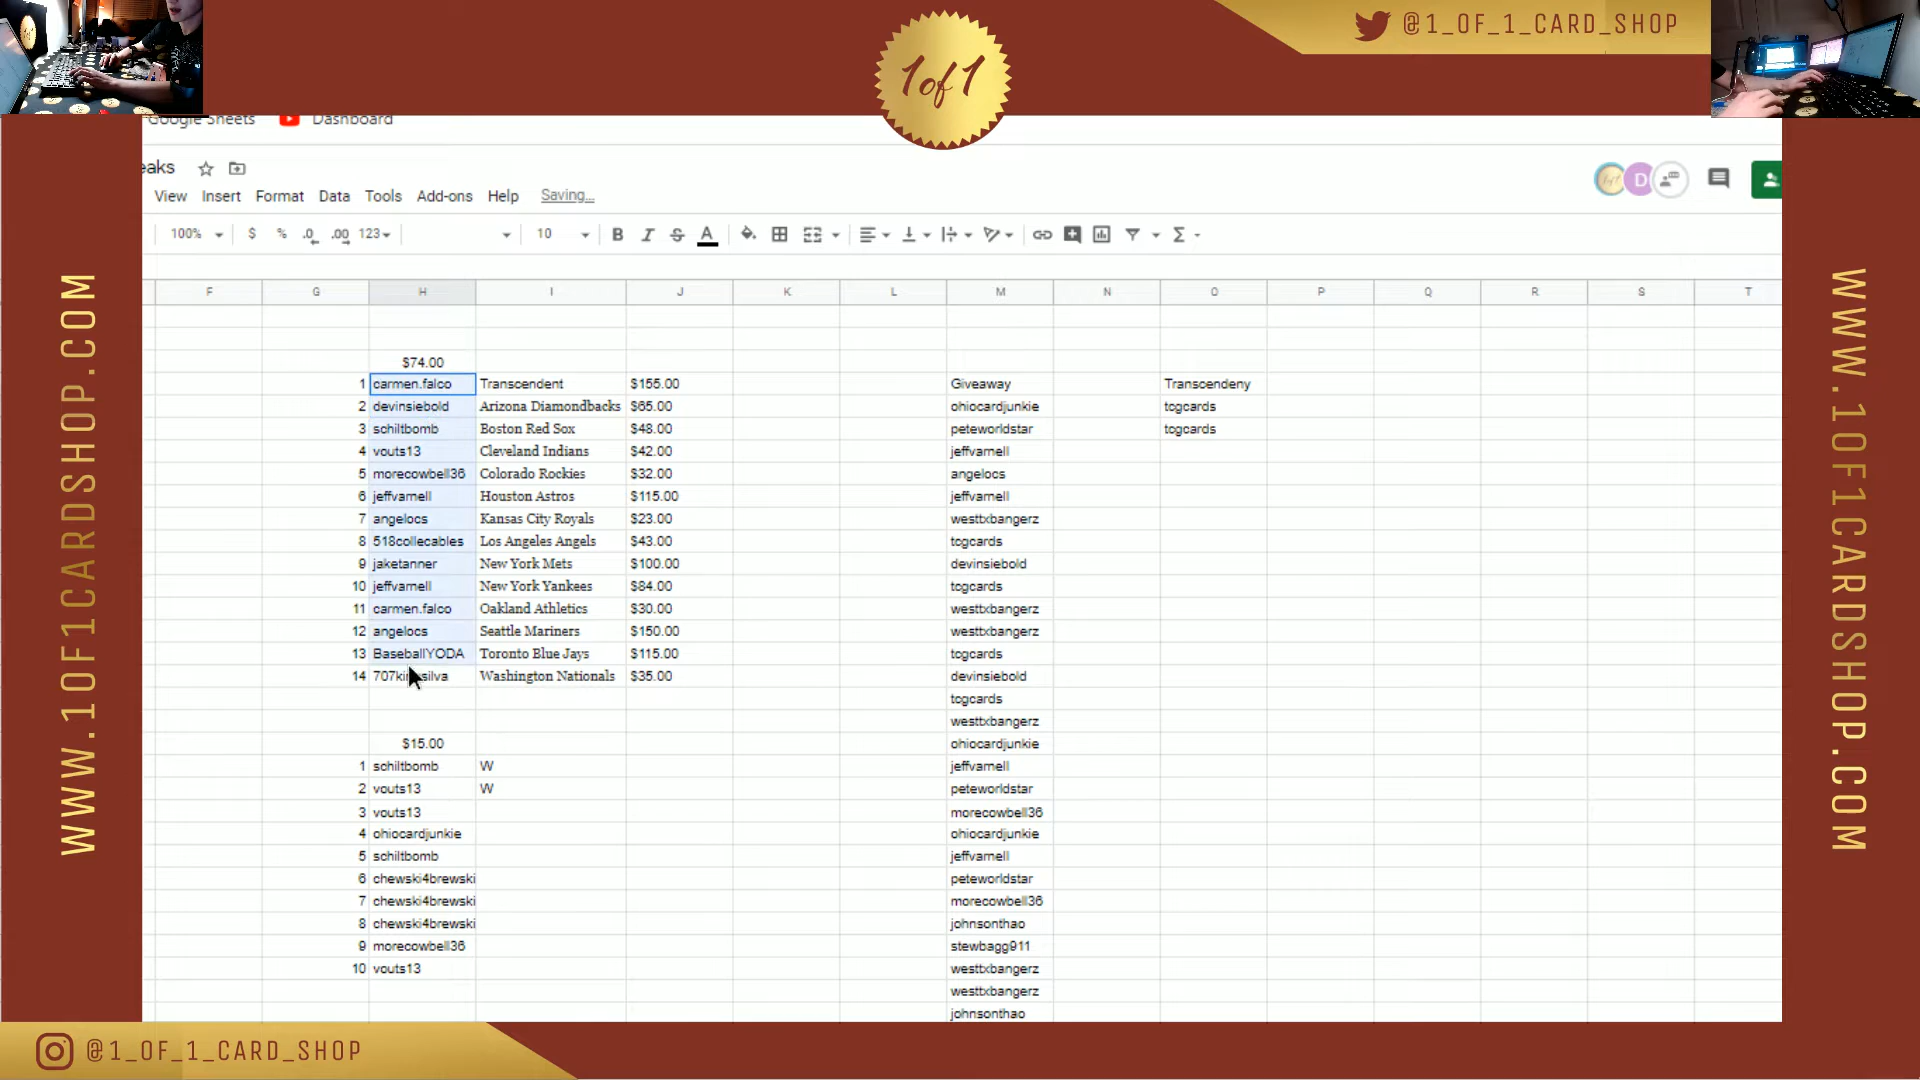 @1_OF_1_CARD_SHOP
1of1
Google Sheets Dashboard
eaks
View Insert Format Data Tools Add-ons Help Saving...
D
100% $ % .0 .00 123 10 B I S A
F G H I J K L M N O P Q R S T
$74.00
1 carmen.falco Transcendent $155.00 Giveaway Transcendeny
2 devinsiebold Arizona Diamondbacks $65.00 ohiocardjunkie tcgcards
3 schiltbomb Boston Red Sox $48.00 peteworldstar tcgcards
4 vouts13 Cleveland Indians $42.00 jeffvarnell
5 morecowbell36 Colorado Rockies $32.00 angelocs
6 jeffvarnell Houston Astros $115.00 jeffvarnell
7 angelocs Kansas City Royals $23.00 westtxbangerz
8 518collecables Los Angeles Angels $43.00 tcgcards
9 jaketanner New York Mets $100.00 devinsiebold
10 jeffvarnell New York Yankees $84.00 tcgcards
11 carmen.falco Oakland Athletics $30.00 westtxbangerz
12 angelocs Seattle Mariners $150.00 westtxbangerz
13 BaseballYODA Toronto Blue Jays $115.00 tcgcards
14 Washington Nationals $35.00 devinsiebold
tcgcards
westtxbangerz
$15.00 ohiocardjunkie
1 schiltbomb W jeffvarnell
2 vouts13 W peteworldstar
3 vouts13 morecowbell36
4 ohiocardjunkie ohiocardjunkie
5 schiltbomb jeffvarnell
6 chewski4brewski peteworldstar
7 chewski4brewski morecowbell36
8 chewski4brewski johnsonthao
9 morecowbell36 stewbagg911
10 vouts13 westtxbangerz
westtxbangerz
johnsonthao
WWW.1OF1CARDSHOP.COM
WWW.1OF1CARDSHOP.COM
@1_OF_1_CARD_SHOP